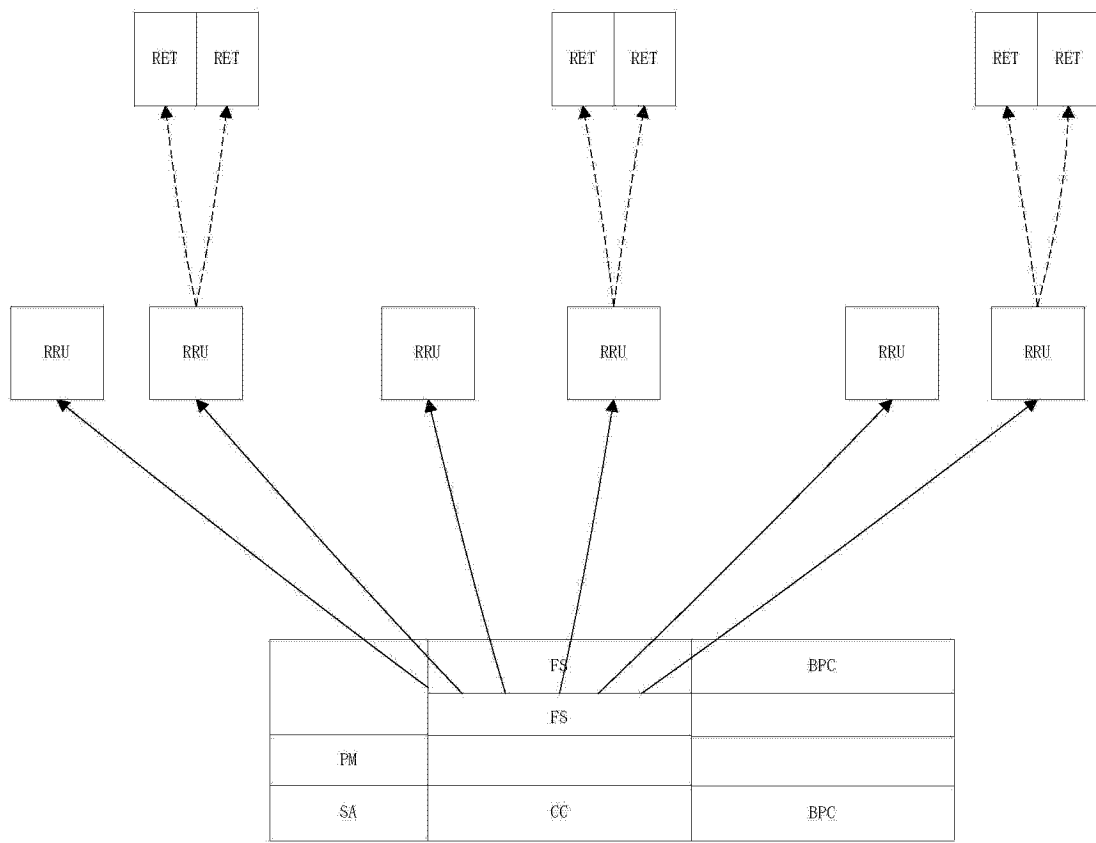 RET RET RET RET RET RET
RRU RRU RRU RRU RRU RRU
FS BPC
FS
PM
SA CC BPC